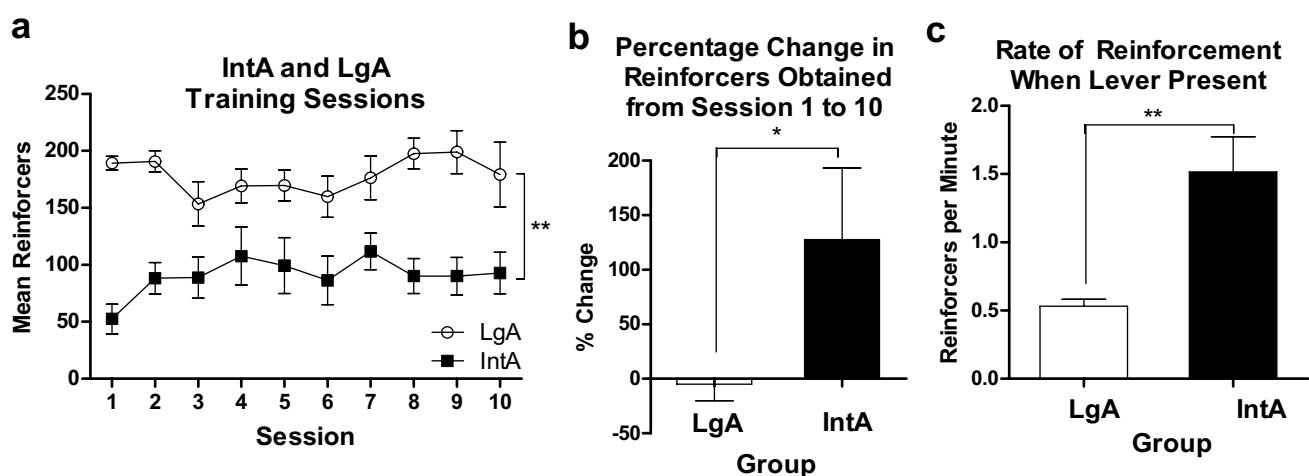 a
IntA and LgA
Training Sessions
Mean Reinforcers
250
200
150
100
50
0
**
LgA
IntA
1 2 3 4 5 6 7 8 9 10
Session
b
Percentage Change in
Reinforcers Obtained
from Session 1 to 10
*
% Change
200
150
100
50
0
-50
LgA IntA
Group
c
Rate of Reinforcement
When Lever Present
**
Reinforcers per Minute
2.0
1.5
1.0
0.5
0.0
LgA IntA
Group